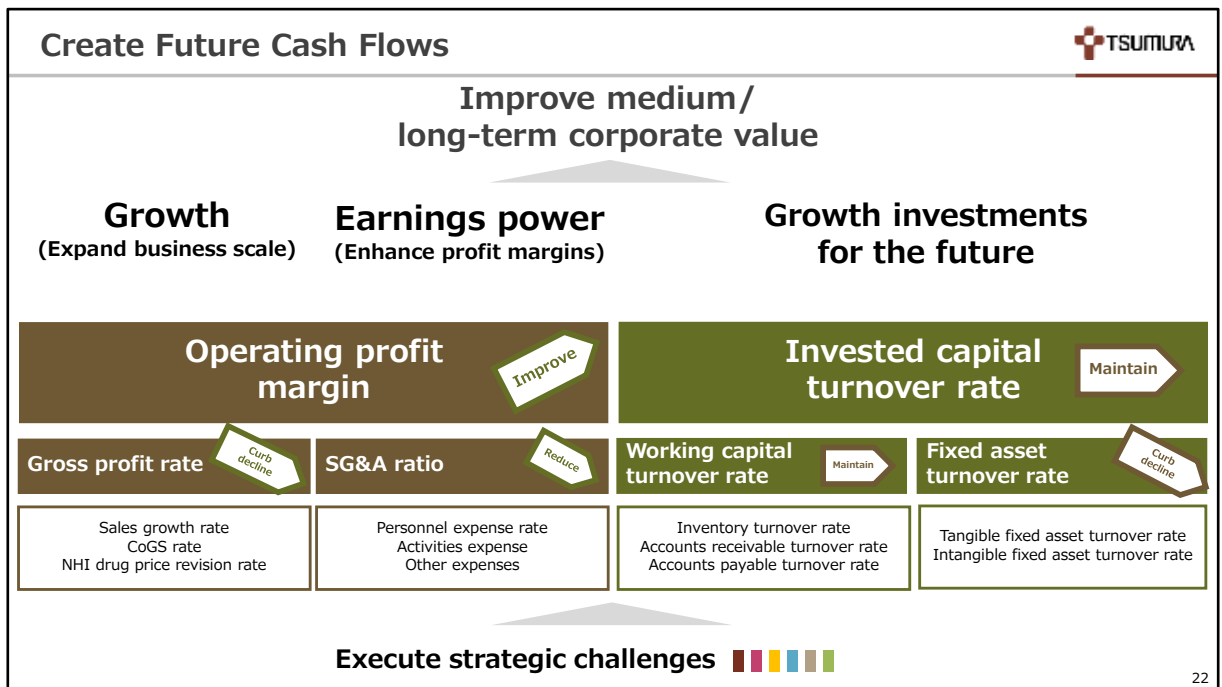 Create Future Cash Flows
TSUMURA
Improve medium/
long-term corporate value
Growth
(Expand business scale)
Earnings power
(Enhance profit margins)
Growth investments
for the future
Operating profit
margin
Improve
Invested capital
turnover rate
Maintain
Gross profit rate
Curb
decline
SG&A ratio
Reduce
Working capital
turnover rate
Maintain
Fixed asset
turnover rate
Curb
decline
Sales growth rate
CoGS rate
NHI drug price revision rate
Personnel expense rate
Activities expense
Other expenses
Inventory turnover rate
Accounts receivable turnover rate
Accounts payable turnover rate
Tangible fixed asset turnover rate
Intangible fixed asset turnover rate
Execute strategic challenges
22